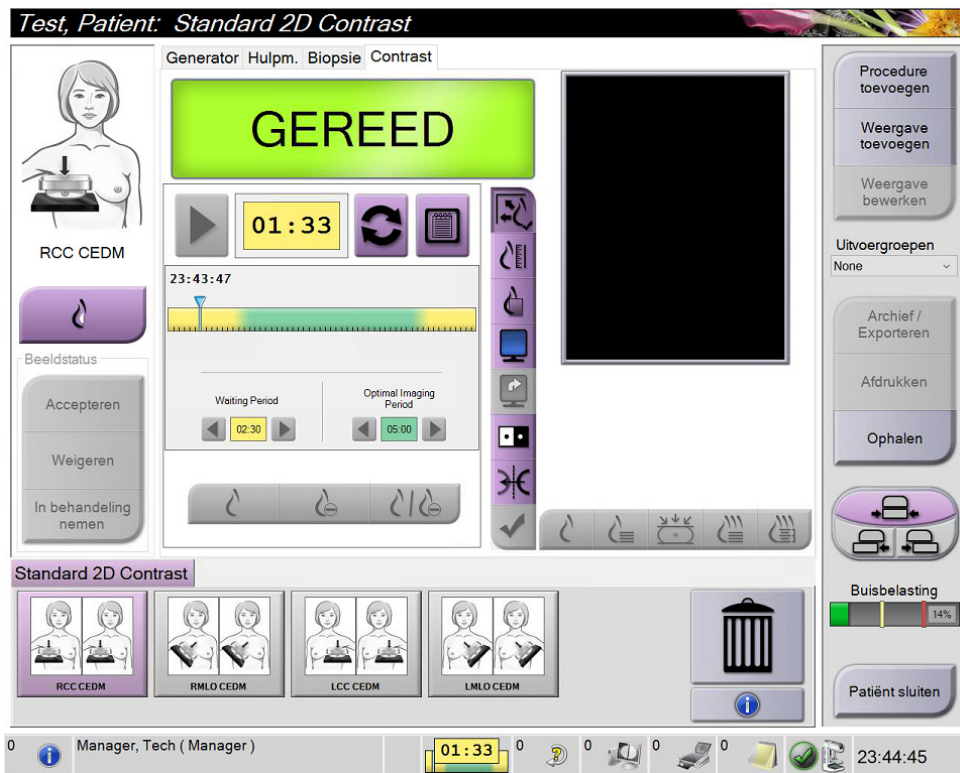 Test, Patient:  Standard 2D Contrast
Generator Hulpm. Biopsie Contrast
GEREED
RCC CEDM
01:33
23:43:47
Waiting Period
Optimal Imaging
Period
02:30
05:00
Beeldstatus
Accepteren
Weigeren
In behandeling
nemen
Procedure
toevoegen
Weergave
toevoegen
Weergave
bewerken
Uitvoergroepen
None
Archief /
Exporteren
Afdrukken
Ophalen
Buisbelasting
14%
Patiënt sluiten
Standard 2D Contrast
RCC CEDM
RMLO CEDM
LCC CEDM
LMLO CEDM
0
Manager, Tech ( Manager )
01:33
0
0
0
0
23:44:45